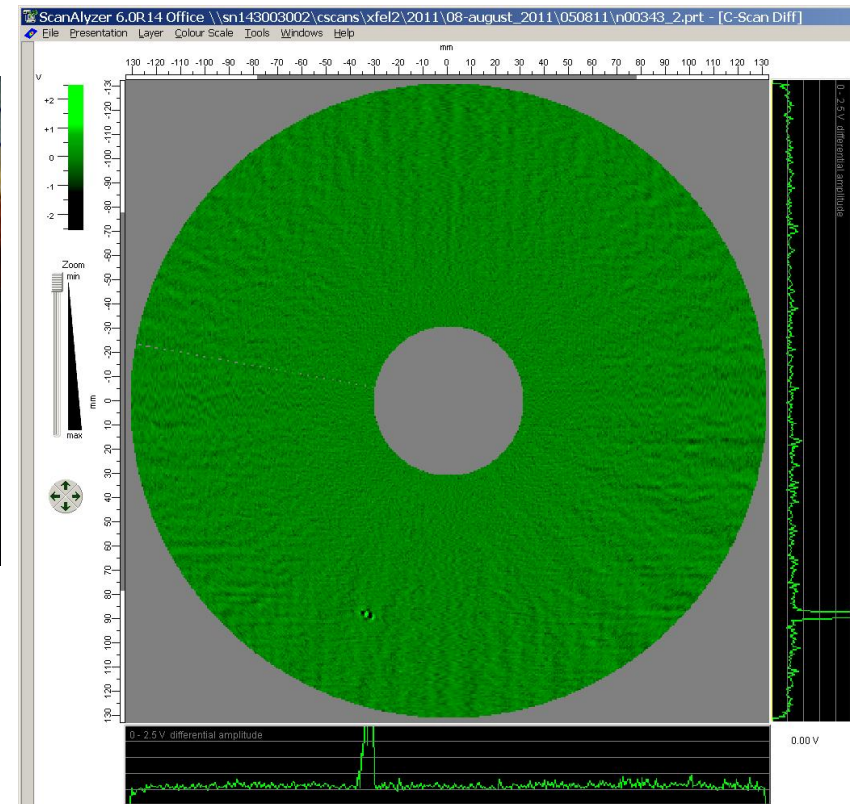 ScanAlyzer 6.0R14 Office \\sn143003002\cscans\xfel2\2011\08-august_2011\050811\n00343_2.prt - [C-Scan Diff]
File Presentation Layer Colour Scale Tools Windows Help
mm
130 -120 -110 -100 -90 -80 -70 -60 -50 -40 -30 -20 -10 0 10 20 30 40 50 60 70 80 90 100 110 120 130
V
+2
+1
0
-1
-2
Zoom
min
max
mm
-130 -120 -110 -100 -90 -80 -70 -60 -50 -40 -30 -20 -10 0 10 20 30 40 50 60 70 80 90 100 110 120 130
0 - 2.5 V differential amplitude
0 - 2.5 V differential amplitude
0.00 V